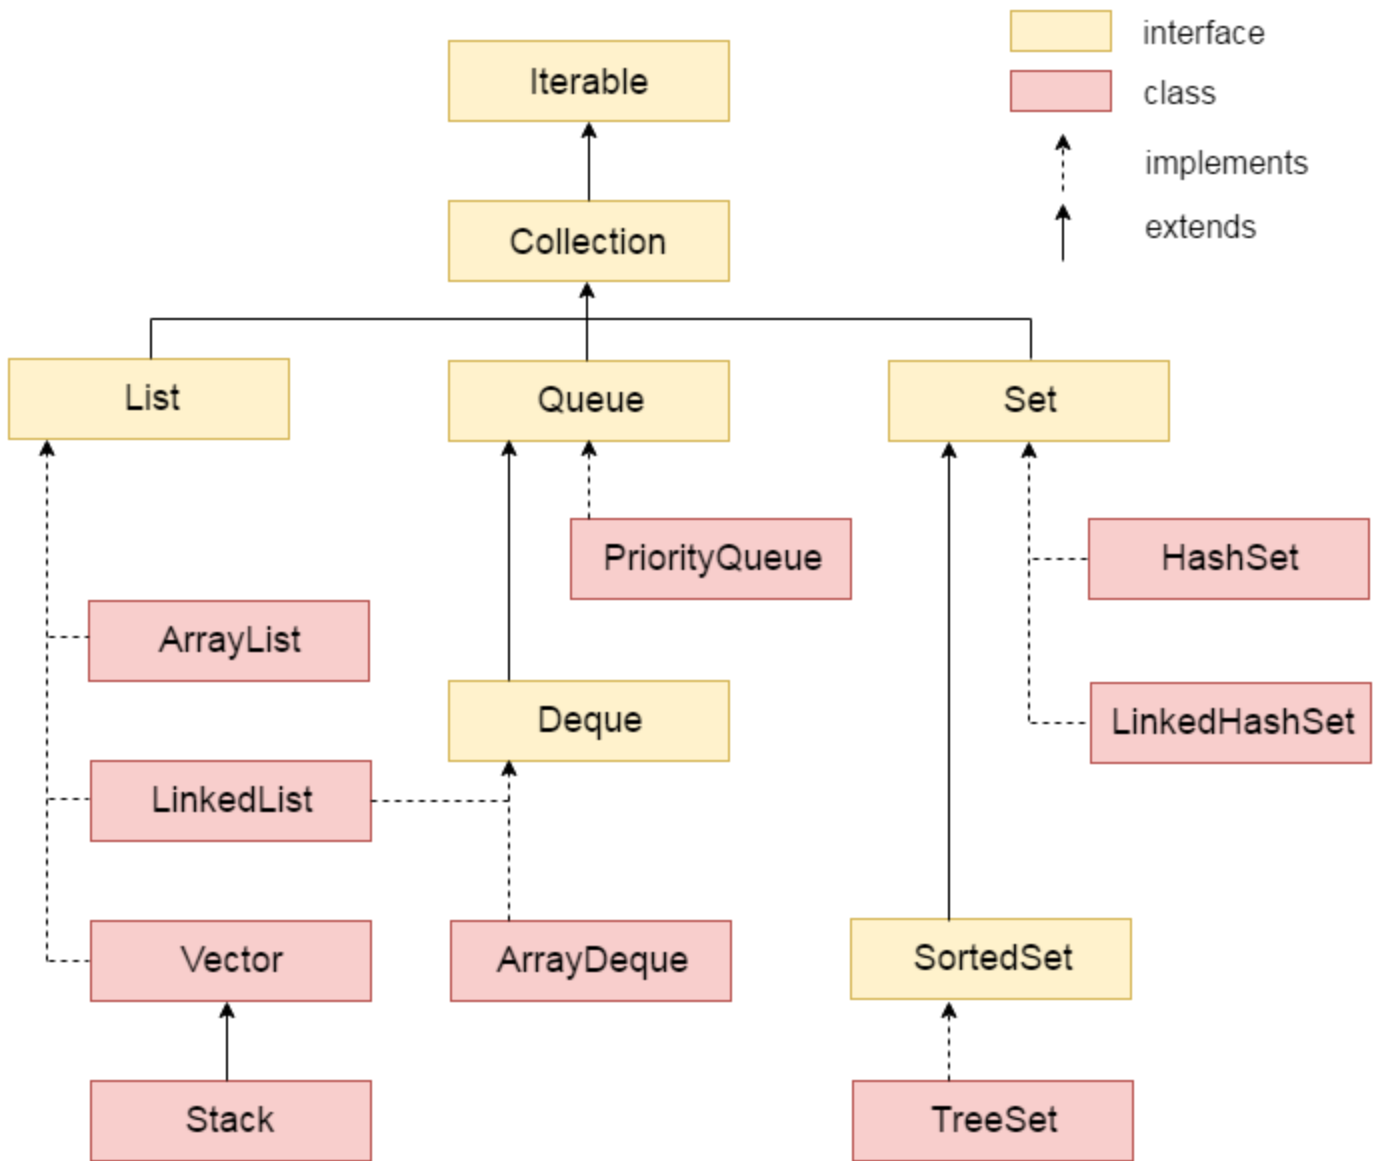 interface
Iterable
class
implements
extends
Collection
List
Queue
Set
PriorityQueue
HashSet
ArrayList
Deque
LinkedHashSet
LinkedList
Vector
ArrayDeque
SortedSet
Stack
TreeSet